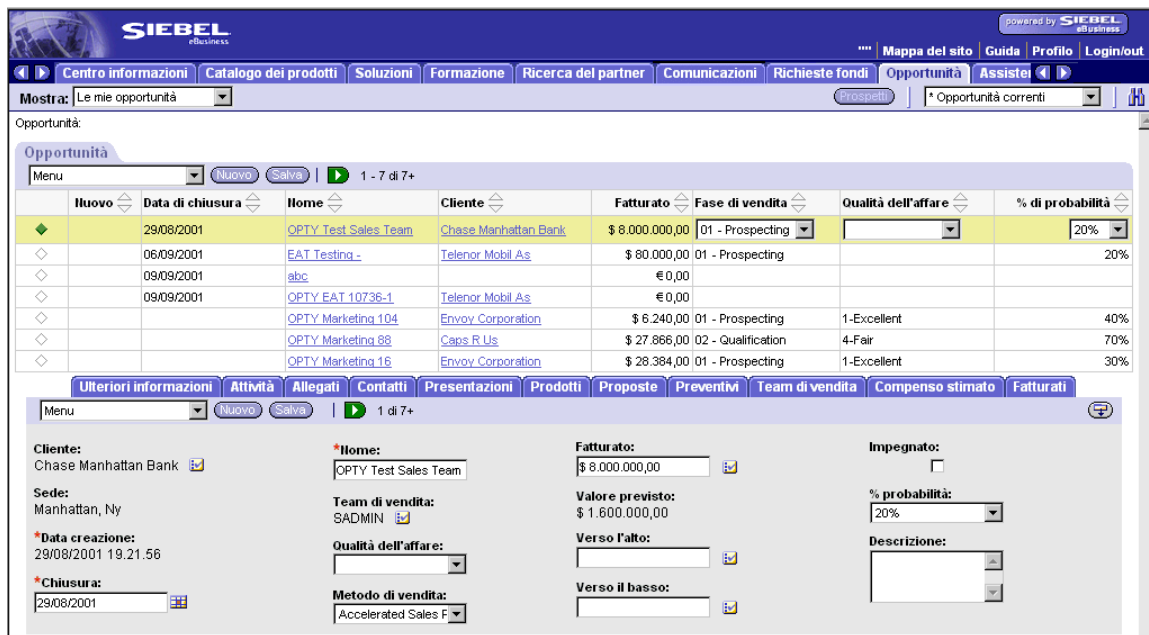 SIEBEL
eBusiness
powered by SIEBEL
eBusiness
Mappa del sito | Guida | Profilo | Login/out
Centro informazioni Catalogo dei prodotti Soluzioni Formazione Ricerca del partner Comunicazioni Richieste fondi Opportunità Assiste
Mostra: Le mie opportunità Prospetti * Opportunità correnti
Opportunità:
Opportunità
Menu Nuovo Salva | 1 - 7 di 7+
Nuovo Data di chiusura Nome Cliente Fatturato Fase di vendita Qualità dell'affare % di probabilità
29/08/2001 OPTY Test Sales Team Chase Manhattan Bank $ 8.000.000,00 01 - Prospecting 20%
06/09/2001 EAT Testing - Telenor Mobil As $ 80.000,00 01 - Prospecting 20%
09/09/2001 abc € 0,00
09/09/2001 OPTY EAT 10736-1 Telenor Mobil As € 0,00
OPTY Marketing 104 Envoy Corporation $ 6.240,00 01 - Prospecting 1-Excellent 40%
OPTY Marketing 88 Caps R Us $ 27.866,00 02 - Qualification 4-Fair 70%
OPTY Marketing 16 Envoy Corporation $ 28.384,00 01 - Prospecting 1-Excellent 30%
Ulteriori informazioni Attività Allegati Contatti Presentazioni Prodotti Proposte Preventivi Team di vendita Compenso stimato Fatturati
Menu Nuovo Salva | 1 di 7+
Cliente: *Nome: Fatturato: Impegnato:
Chase Manhattan Bank OPTY Test Sales Team $ 8.000.000,00
Sede: Team di vendita: Valore previsto: % probabilità:
Manhattan, Ny SADMIN $ 1.600.000,00 20%
*Data creazione: Qualità dell'affare: Verso l'alto: Descrizione:
29/08/2001 19.21.56
*Chiusura: Metodo di vendita: Verso il basso:
29/08/2001 Accelerated Sales P